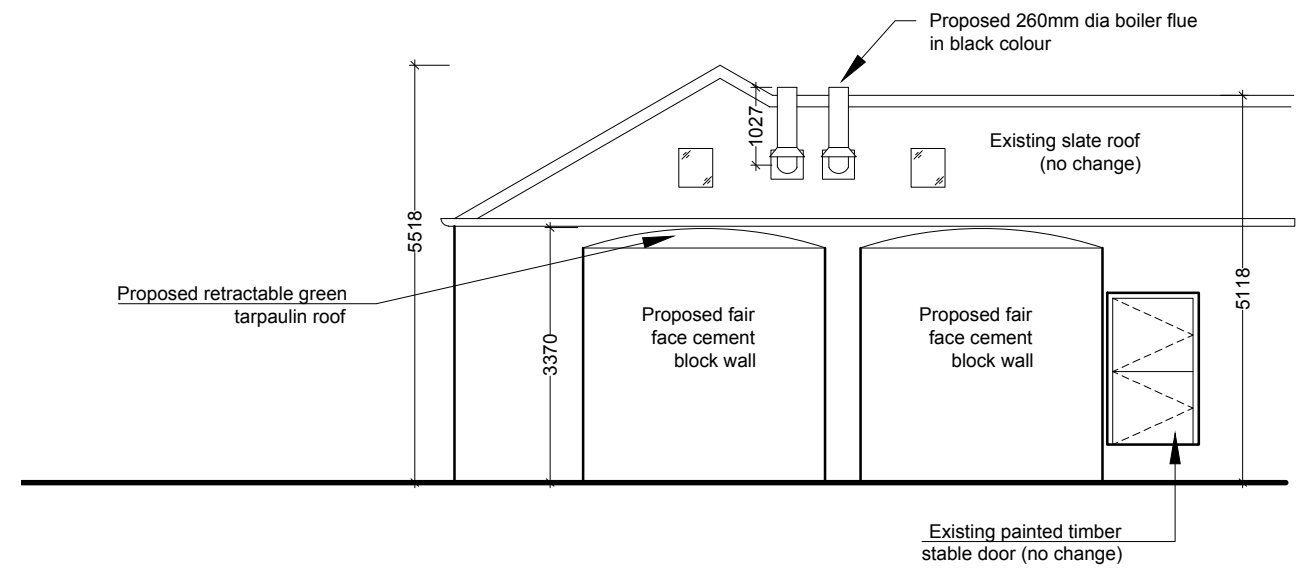 Proposed 260mm dia boiler flue
in black colour
1027
Existing slate roof
(no change)
5518
5118
Proposed retractable green
tarpaulin roof
3370
Proposed fair
face cement
block wall
Proposed fair
face cement
block wall
Existing painted timber
stable door (no change)